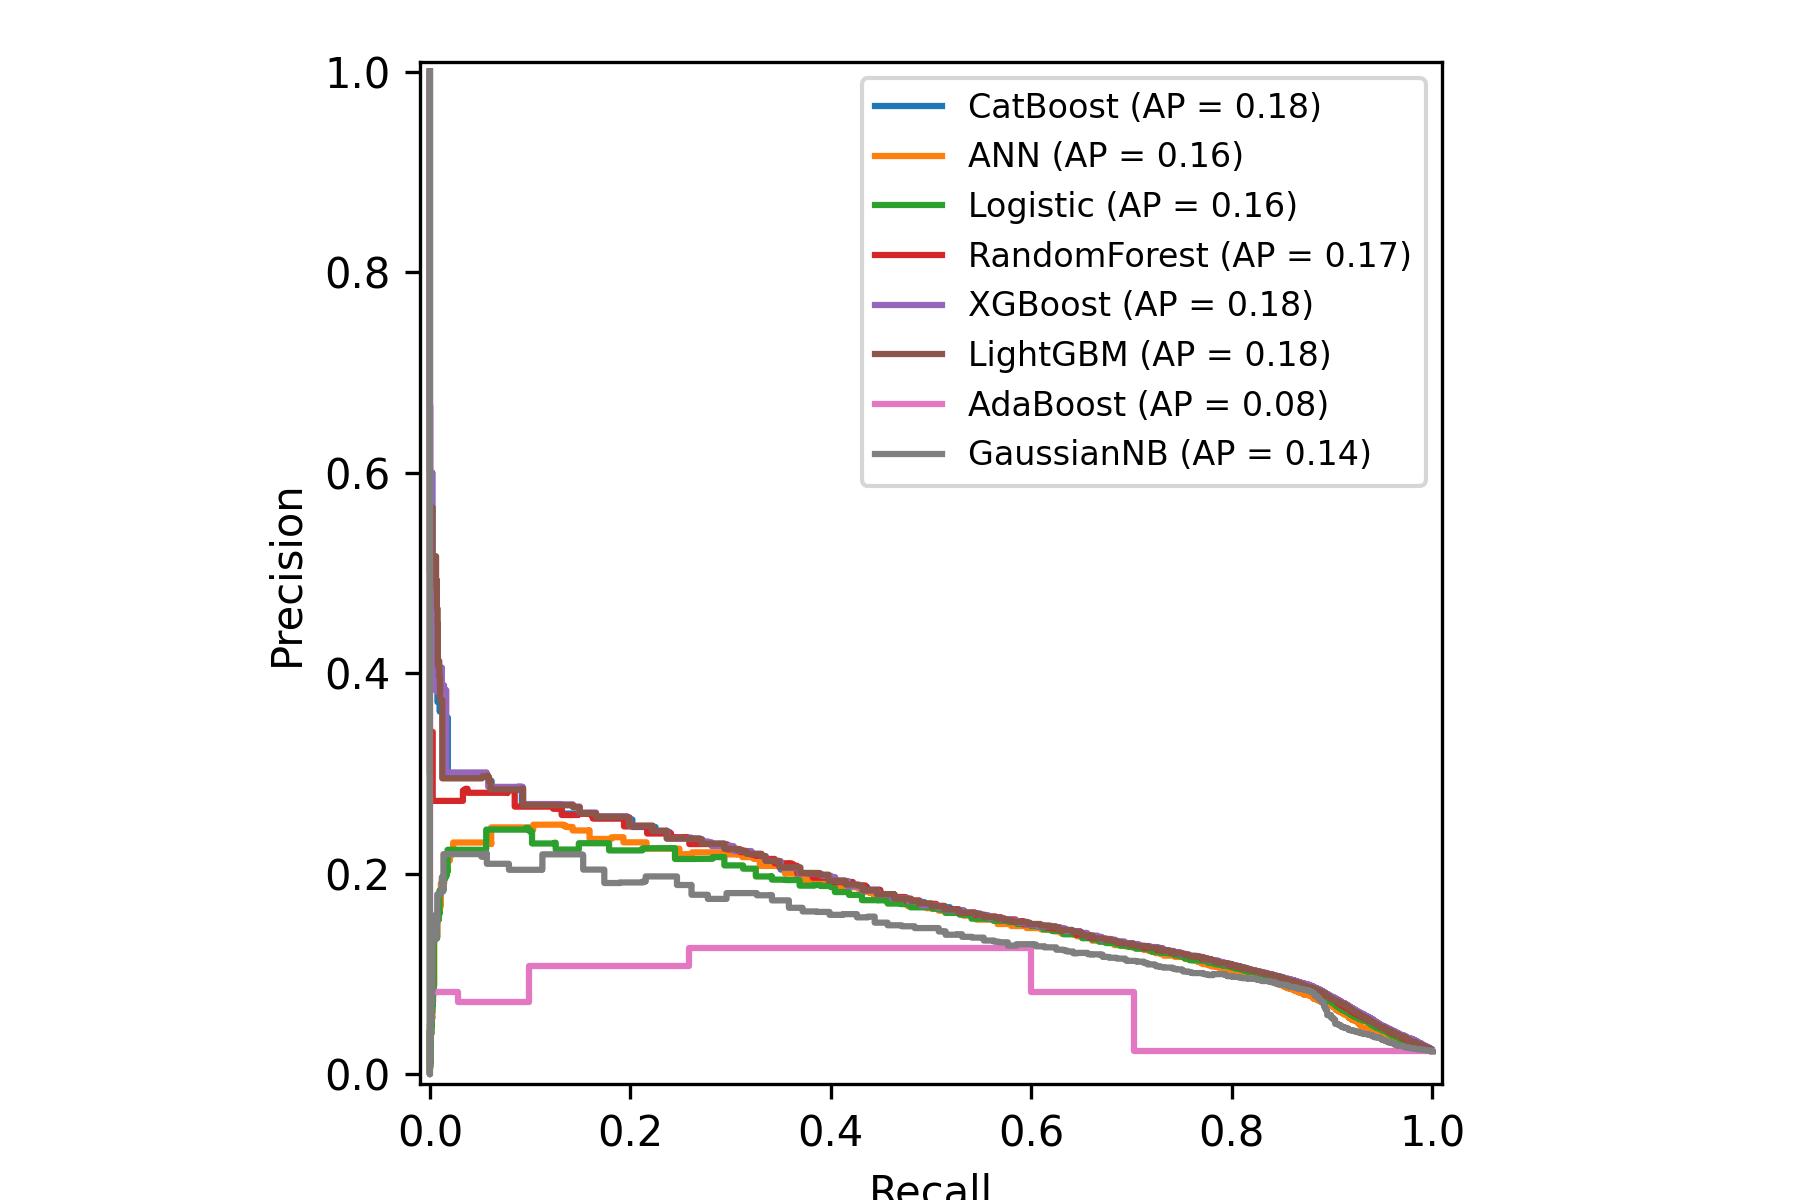 1.0
0.8
0.6
0.4
0.2
0.0
Precision
CatBoost (AP = 0.18)
ANN (AP = 0.16)
Logistic (AP = 0.16)
RandomForest (AP = 0.17)
XGBoost (AP = 0.18)
LightGBM (AP = 0.18)
AdaBoost (AP = 0.08)
GaussianNB (AP = 0.14)
0.0 0.2 0.4 0.6 0.8 1.0
Recall